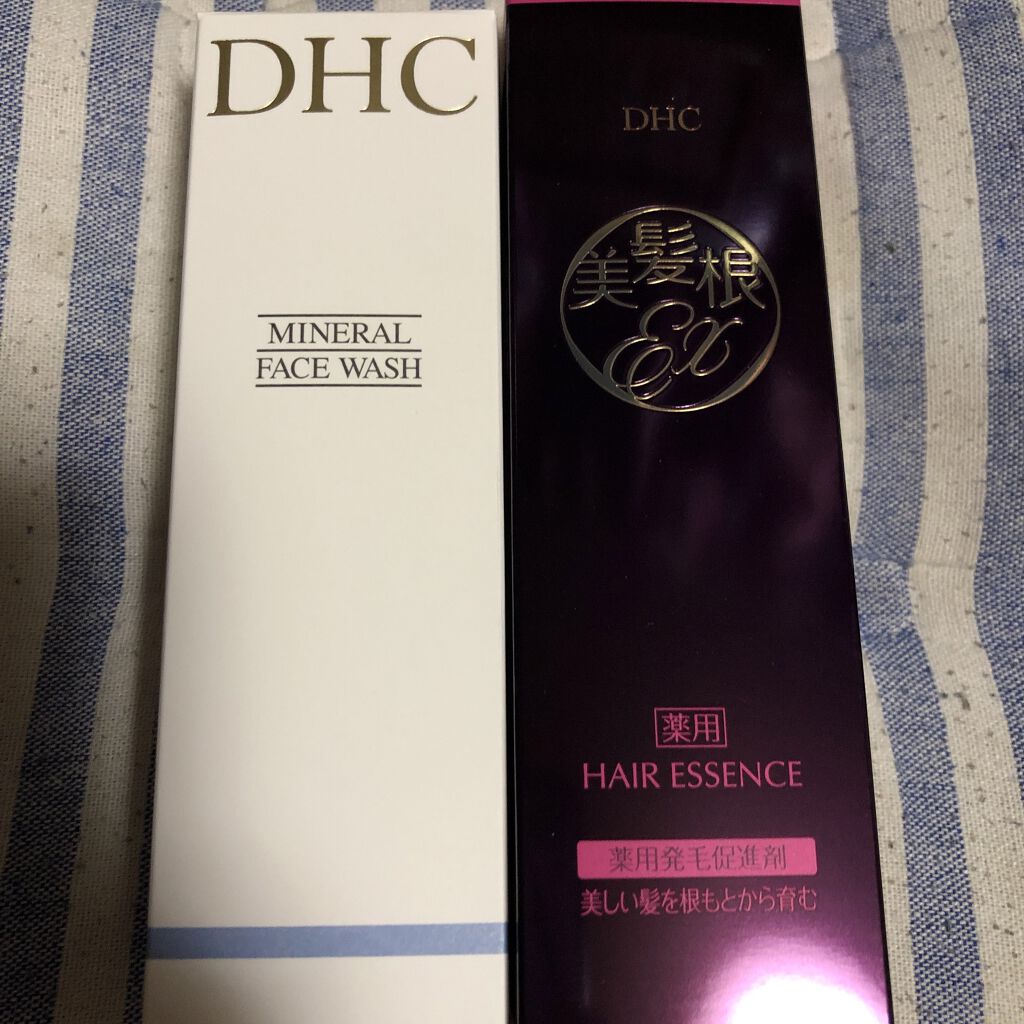 DHC
MINERAL
FACE WASH
DHC
美髪根
Ex
薬用
HAIR ESSENCE
薬用発毛促進剤
美しい髪を根もとから育む